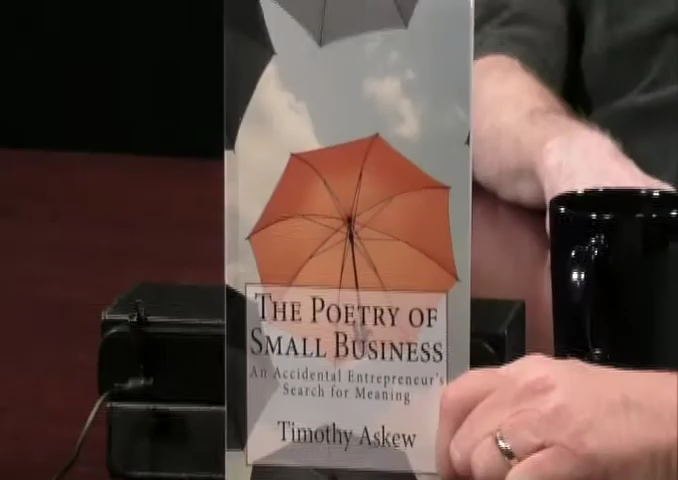 THE POETRY OF
SMALL BUSINESS
An Accidental Entrepreneur's
Search for Meaning
Timothy Askew